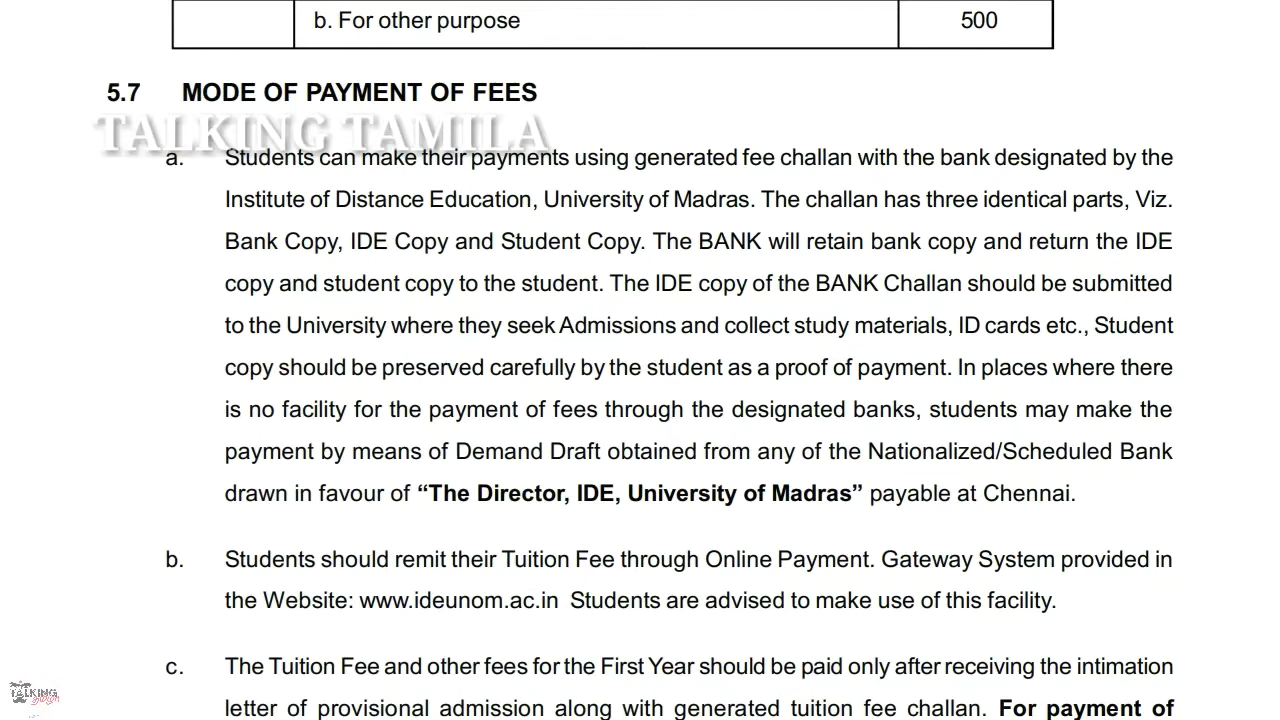 b. For other purpose 500
5.7 MODE OF PAYMENT OF FEES
TALKING TAMILA
a. Students can make their payments using generated fee challan with the bank designated by the
Institute of Distance Education, University of Madras. The challan has three identical parts, Viz.
Bank Copy, IDE Copy and Student Copy. The BANK will retain bank copy and return the IDE
copy and student copy to the student. The IDE copy of the BANK Challan should be submitted
to the University where they seek Admissions and collect study materials, ID cards etc., Student
copy should be preserved carefully by the student as a proof of payment. In places where there
is no facility for the payment of fees through the designated banks, students may make the
payment by means of Demand Draft obtained from any of the Nationalized/Scheduled Bank
drawn in favour of “The Director, IDE, University of Madras” payable at Chennai.
b. Students should remit their Tuition Fee through Online Payment. Gateway System provided in
the Website: www.ideunom.ac.in Students are advised to make use of this facility.
c. The Tuition Fee and other fees for the First Year should be paid only after receiving the intimation
TALKING
letter of provisional admission along with generated tuition fee challan. For payment of